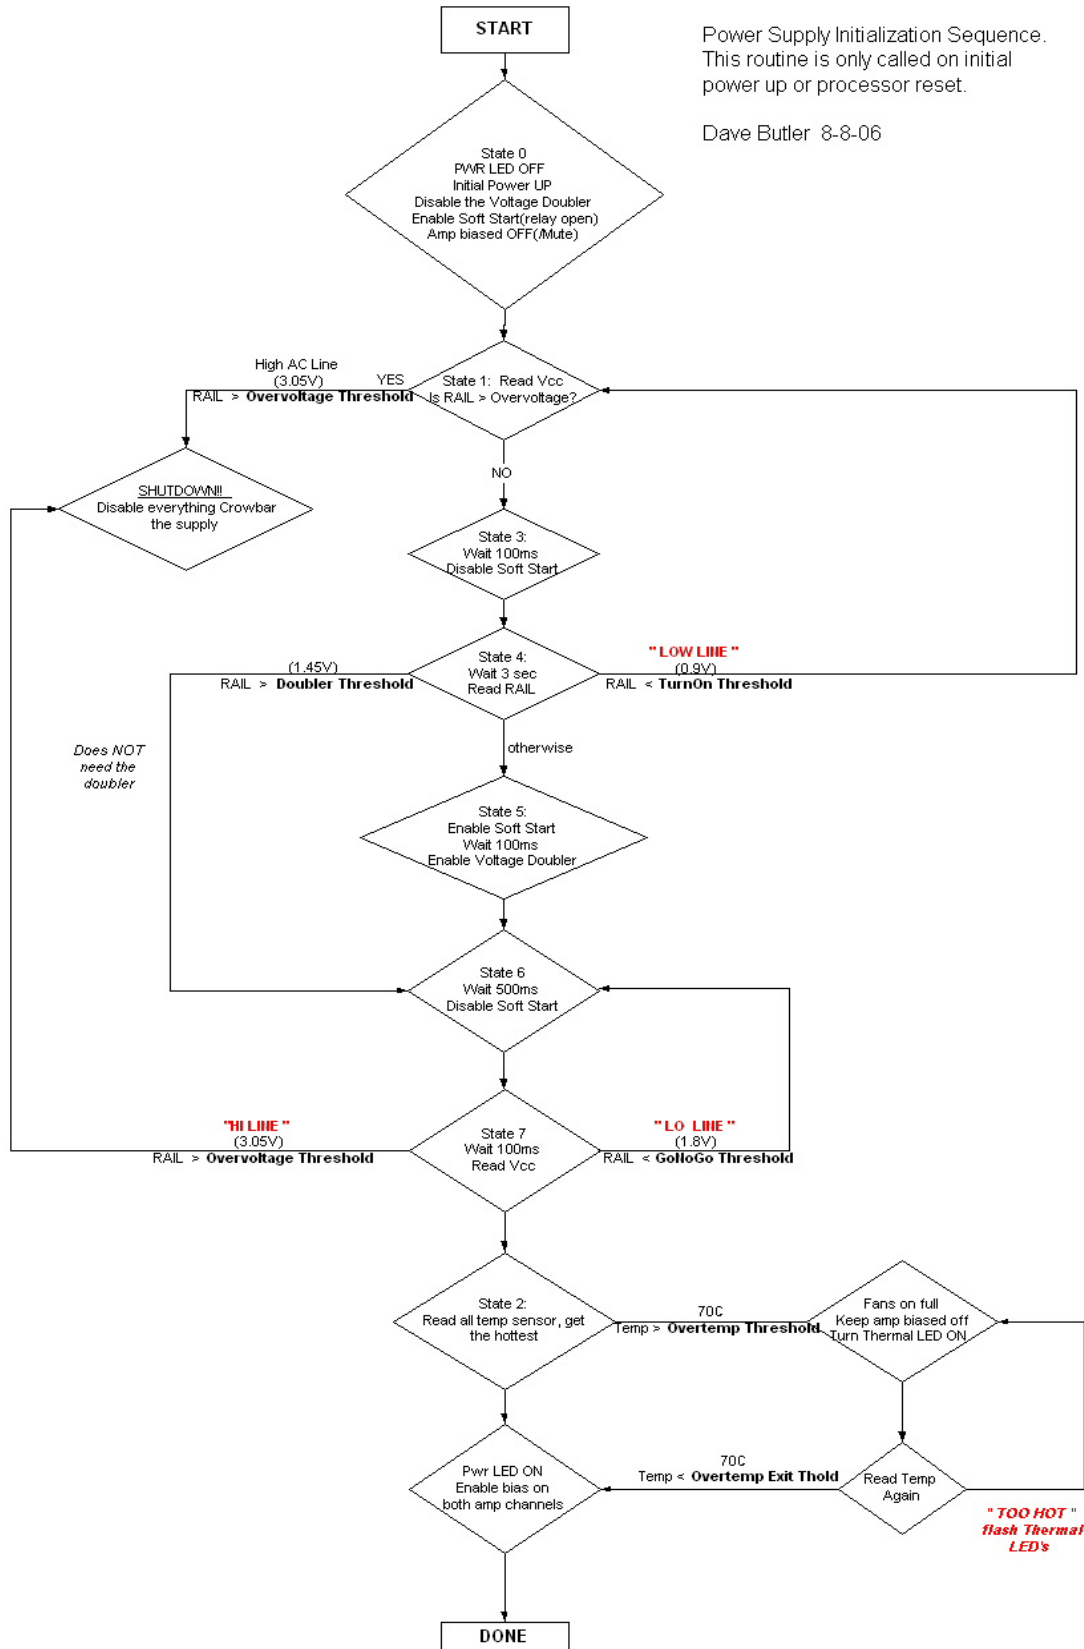 START
Power Supply Initialization Sequence.
This routine is only called on initial
power up or processor reset.
Dave Butler 8-8-06
State 0
PWR LED OFF
Initial Power UP
Disable the Voltage Doubler
Enable Soft Start(relay open)
Amp biased OFF(/Mute)
High AC Line
(3.05V)
YES
RAIL > Overvoltage Threshold
State 1: Read Vcc
Is RAIL > Overvoltage?
NO
SHUTDOWN!!
Disable everything Crowbar
the supply
State 3:
Wait 100ms
Disable Soft Start
(1.45V)
RAIL > Doubler Threshold
State 4:
Wait 3 sec
Read RAIL
" LOW LINE "
(0.9V)
RAIL < TurnOn Threshold
Does NOT
need the
doubler
otherwise
State 5:
Enable Soft Start
Wait 100ms
Enable Voltage Doubler
State 6
Wait 500ms
Disable Soft Start
"HI LINE "
(3.05V)
RAIL > Overvoltage Threshold
State 7
Wait 100ms
Read Vcc
" LO LINE "
(1.8V)
RAIL < GoNoGo Threshold
State 2:
Read all temp sensor, get
the hottest
70C
Temp > Overtemp Threshold
Fans on full
Keep amp biased off
Turn Thermal LED ON
Pwr LED ON
Enable bias on
both amp channels
70C
Temp < Overtemp Exit Thold
Read Temp
Again
" TOO HOT "
flash Thermal
LED's
DONE